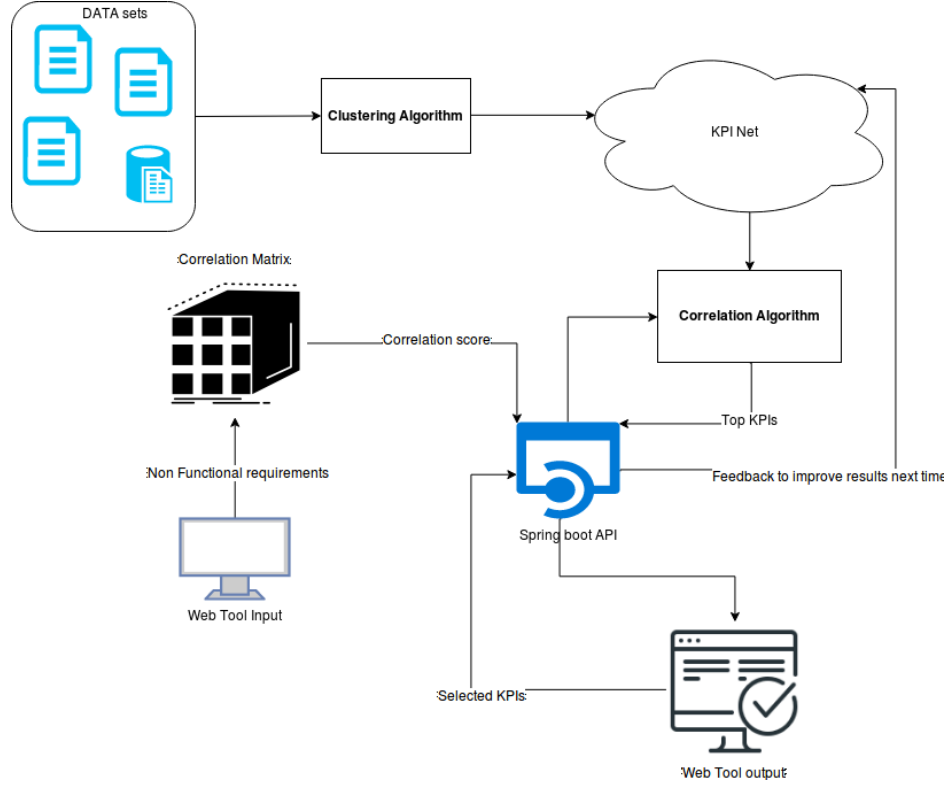 DATA sets
Clustering Algorithm
KPI Net
Correlation Matrix
Correlation Algorithm
Correlation score
Top KPIs
Non Functional requirements
Feedback to improve results next time
Spring boot API
Web Tool Input
Selected KPIs
Web Tool output